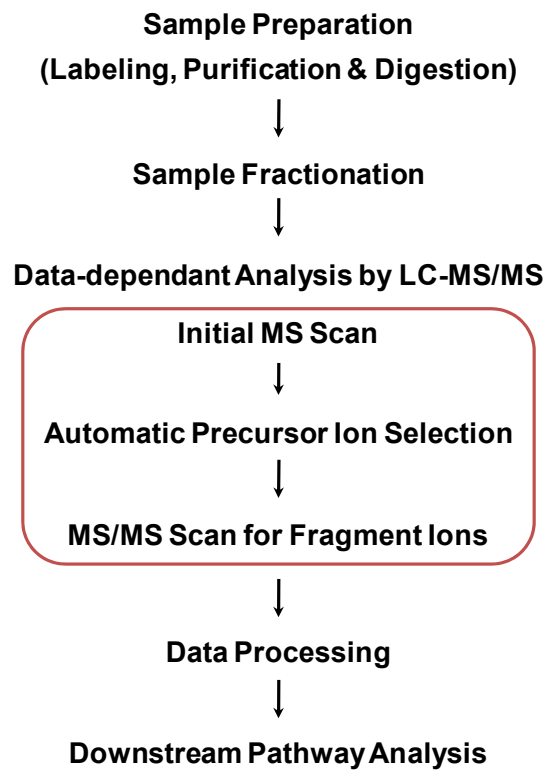 Sample Preparation
(Labeling, Purification & Digestion)
Sample Fractionation
Data-dependant Analysis by LC-MS/MS
Initial MS Scan
Automatic Precursor Ion Selection
MS/MS Scan for Fragment Ions
Data Processing
Downstream Pathway Analysis